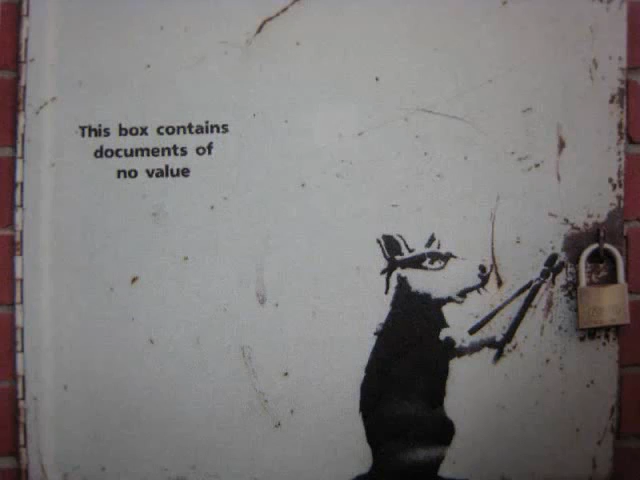 This box contains
documents of
no value